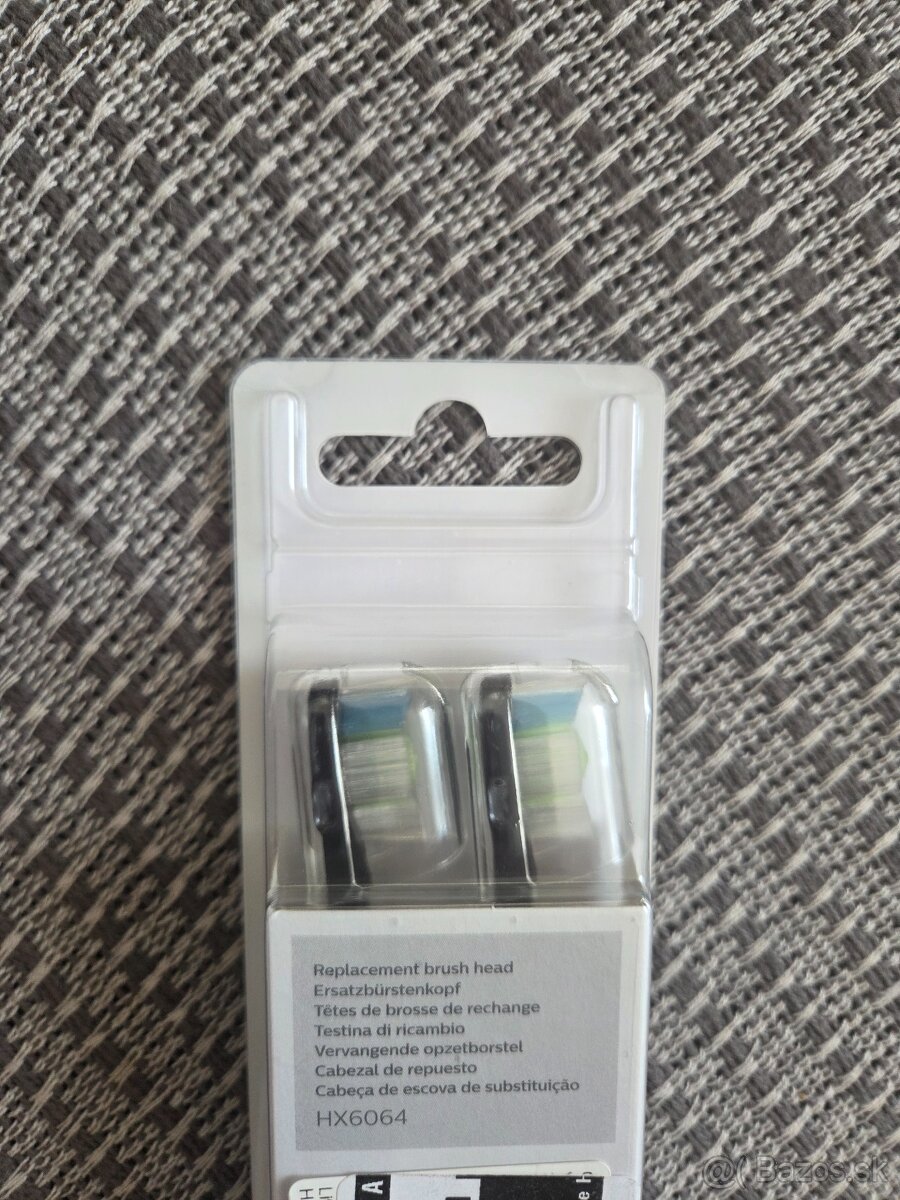 Replacement brush head
Ersatzbürstenkopf
Têtes de brosse de rechange
Testina di ricambio
Vervangende opzetborstel
Cabezal de repuesto
Cabeça de escova de substituição
HX6064
@ Bazos.sk